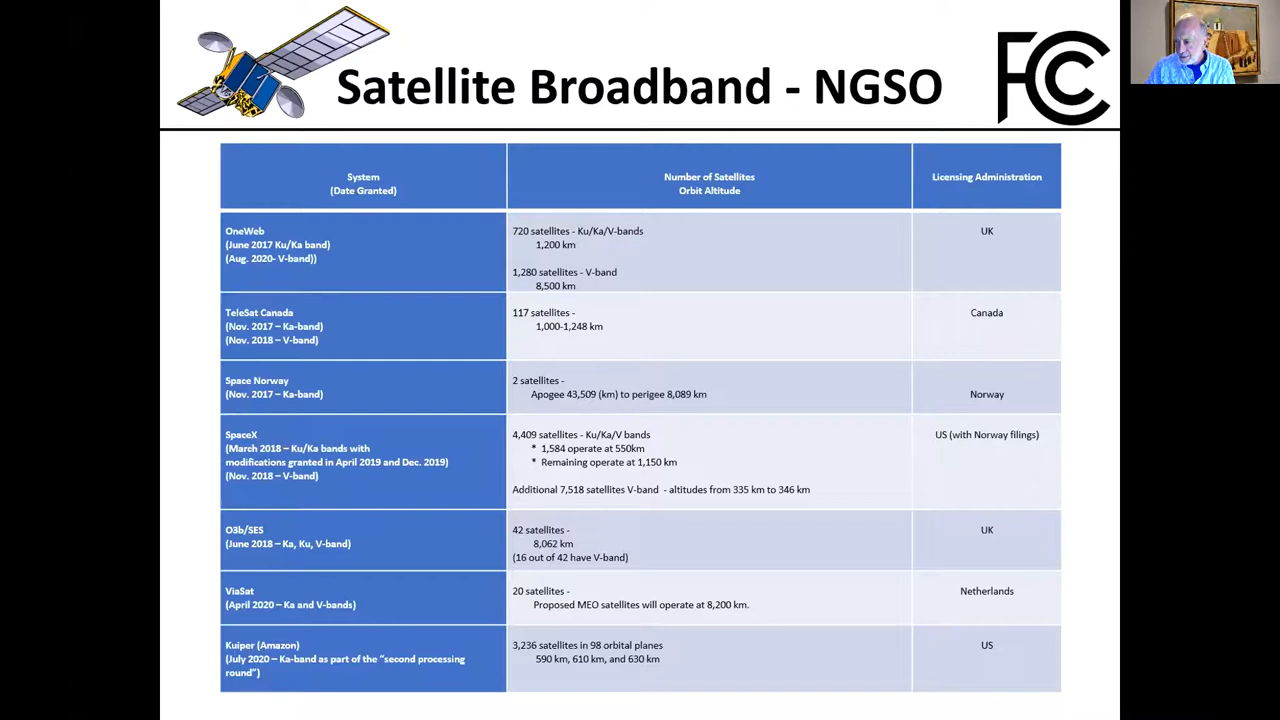 Satellite Broadband - NGSO
FCC
System
(Date Granted)
Number of Satellites
Orbit Altitude
Licensing Administration
OneWeb
(June 2017 Ku/Ka band)
(Aug. 2020- V-band))
720 satellites - Ku/Ka/V-bands
1,200 km
1,280 satellites - V-band
8,500 km
UK
TeleSat Canada
(Nov. 2017 – Ka-band)
(Nov. 2018 – V-band)
117 satellites -
1,000-1,248 km
Canada
Space Norway
(Nov. 2017 – Ka-band)
2 satellites -
Apogee 43,509 (km) to perigee 8,089 km
Norway
SpaceX
(March 2018 – Ku/Ka bands with
modifications granted in April 2019 and Dec. 2019)
(Nov. 2018 – V-band)
4,409 satellites - Ku/Ka/V bands
* 1,584 operate at 550km
* Remaining operate at 1,150 km
Additional 7,518 satellites V-band - altitudes from 335 km to 346 km
US (with Norway filings)
O3b/SES
(June 2018 – Ka, Ku, V-band)
42 satellites -
8,062 km
(16 out of 42 have V-band)
UK
ViaSat
(April 2020 – Ka and V-bands)
20 satellites -
Proposed MEO satellites will operate at 8,200 km.
Netherlands
Kuiper (Amazon)
(July 2020 – Ka-band as part of the “second processing
round”)
3,236 satellites in 98 orbital planes
590 km, 610 km, and 630 km
US